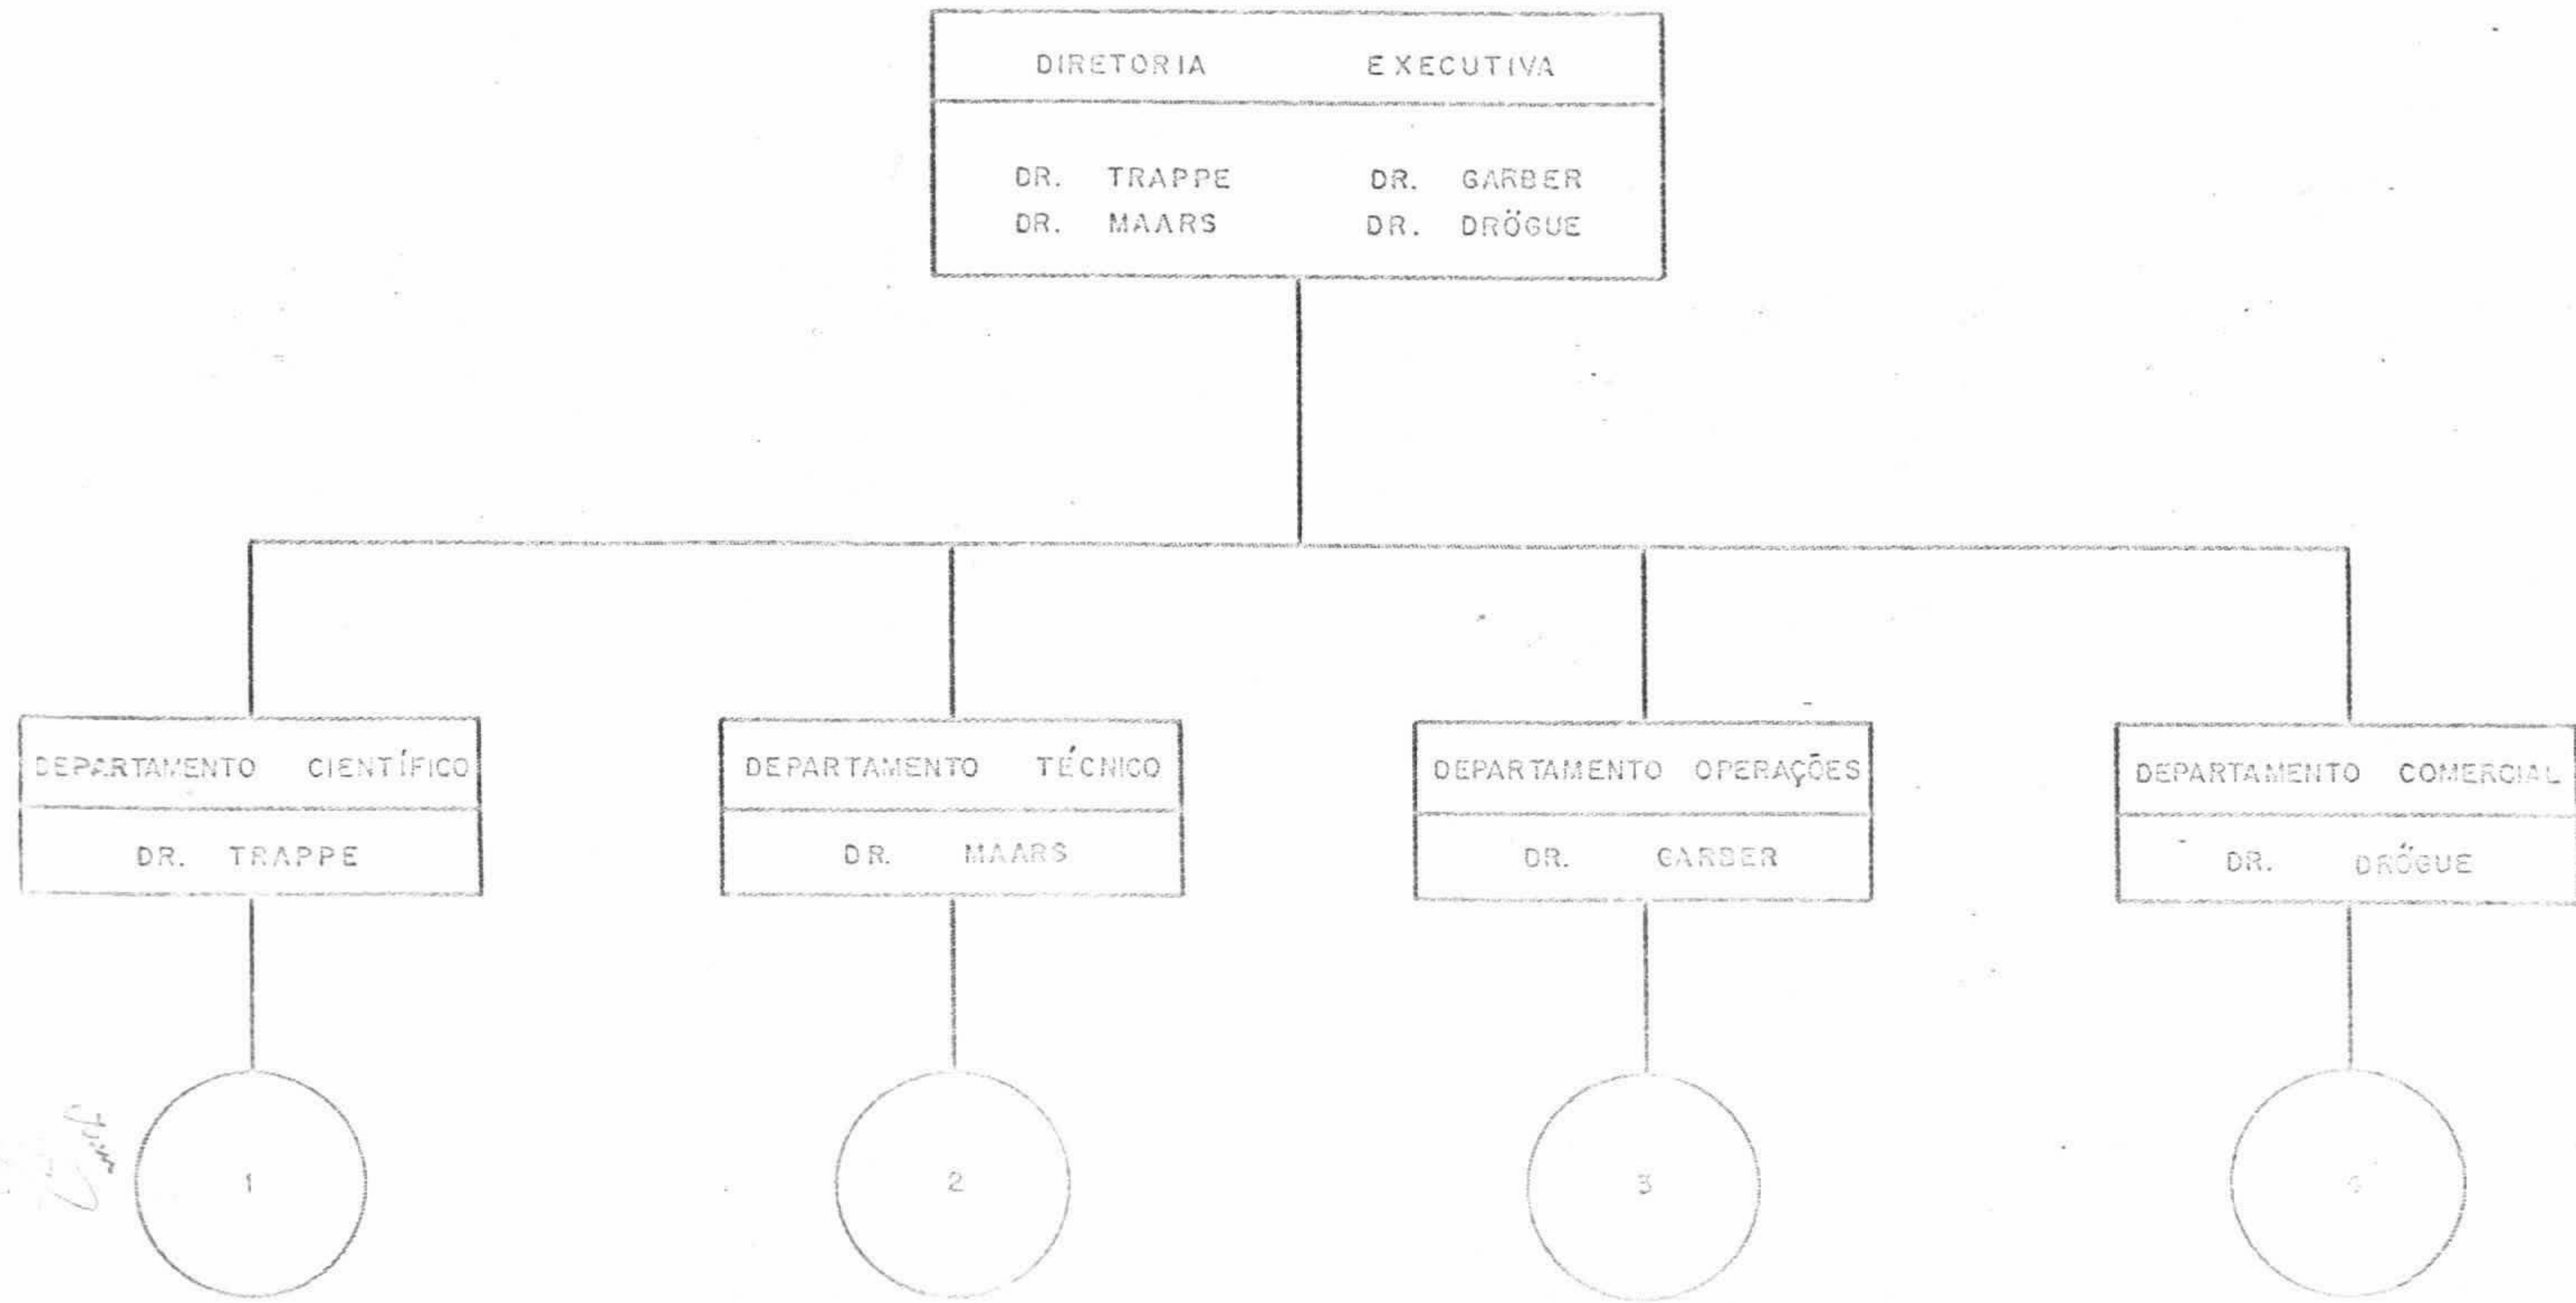 DIRETORIA EXECUTIVA
DR. TRAPPE DR. GARBER
DR. MAARS DR. DRÖGUE
DEPARTAMENTO CIENTÍFICO
DR. TRAPPE
DEPARTAMENTO TÉCNICO
DR. MAARS
DEPARTAMENTO OPERAÇÕES
DR. GARBER
DEPARTAMENTO COMERCIAL
DR. DRÖGUE
1
2
3